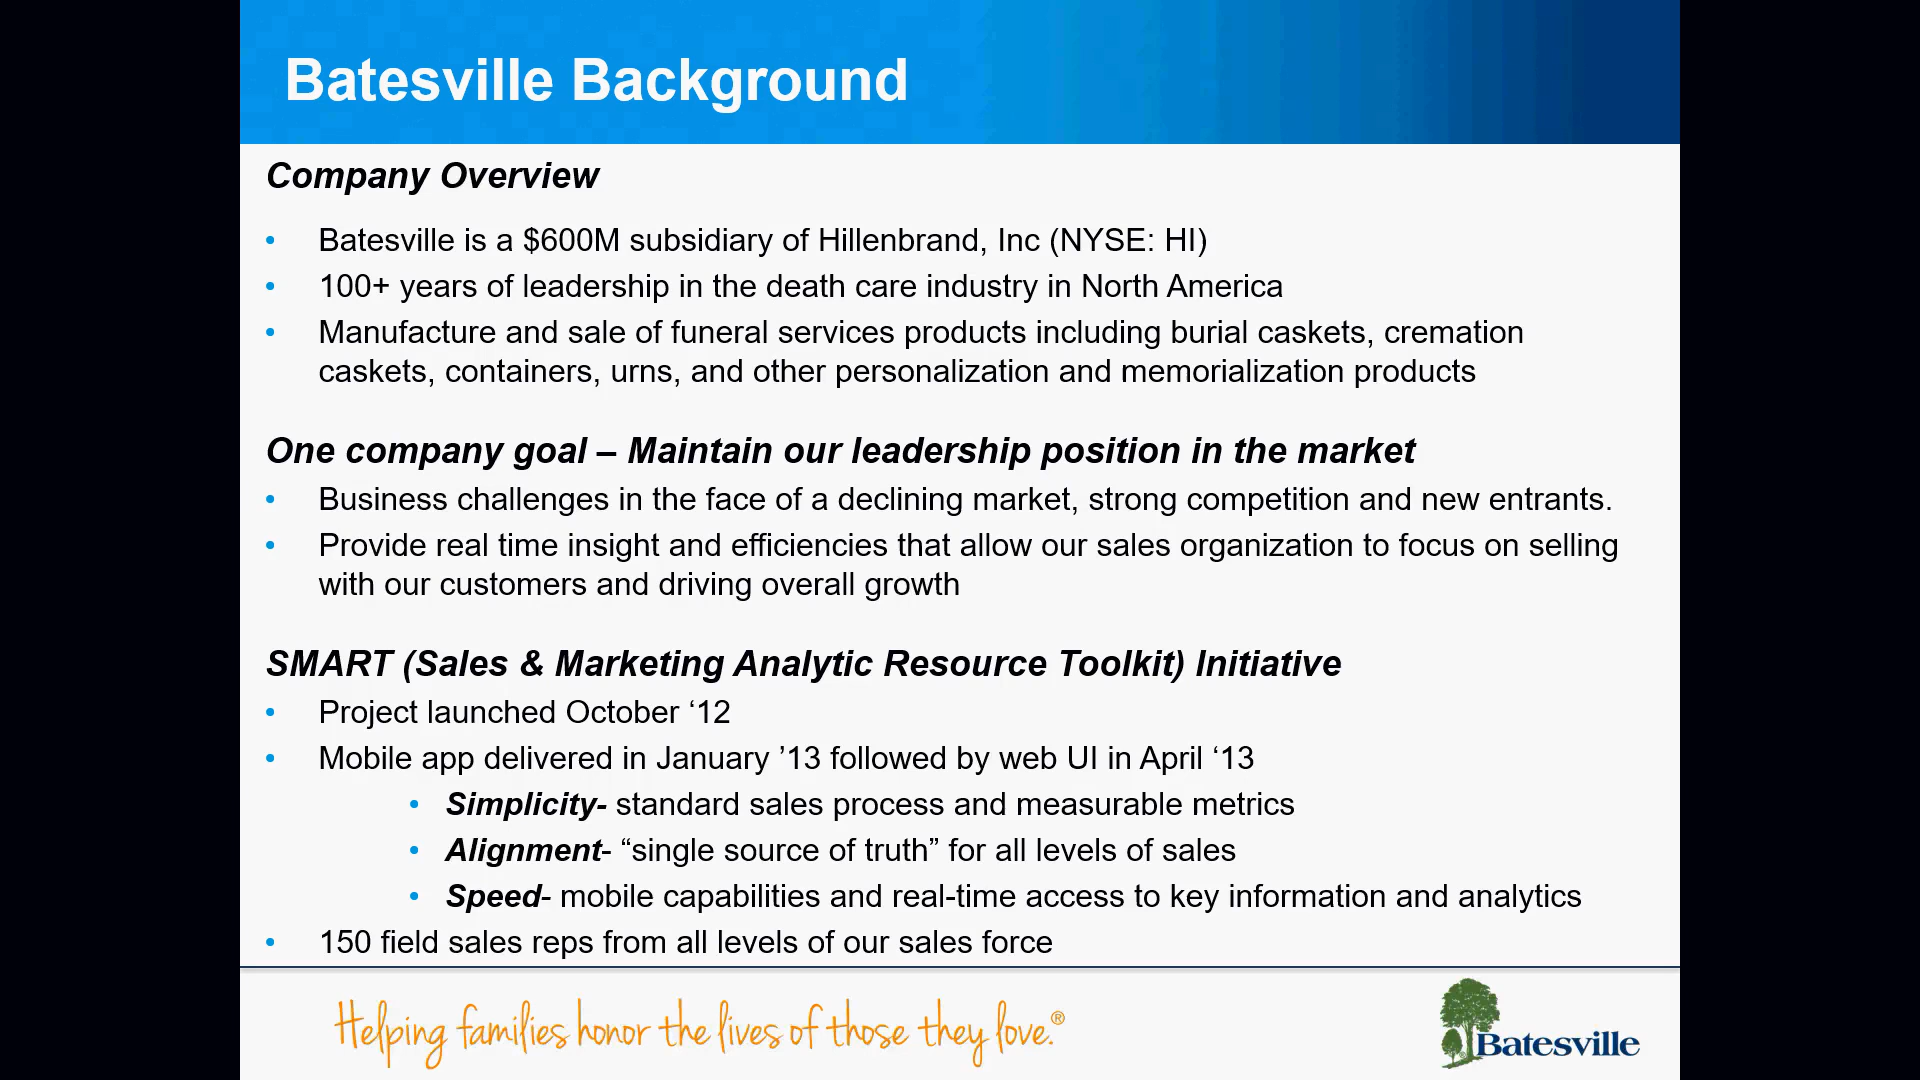 Batesville Background
Company Overview
• Batesville is a $600M subsidiary of Hillenbrand, Inc (NYSE: HI)
• 100+ years of leadership in the death care industry in North America
• Manufacture and sale of funeral services products including burial caskets, cremation
caskets, containers, urns, and other personalization and memorialization products
One company goal – Maintain our leadership position in the market
• Business challenges in the face of a declining market, strong competition and new entrants.
• Provide real time insight and efficiencies that allow our sales organization to focus on selling
with our customers and driving overall growth
SMART (Sales & Marketing Analytic Resource Toolkit) Initiative
• Project launched October ‘12
• Mobile app delivered in January ’13 followed by web UI in April ‘13
• Simplicity- standard sales process and measurable metrics
• Alignment- “single source of truth” for all levels of sales
• Speed- mobile capabilities and real-time access to key information and analytics
• 150 field sales reps from all levels of our sales force
Helping families honor the lives of those they love.®
Batesville